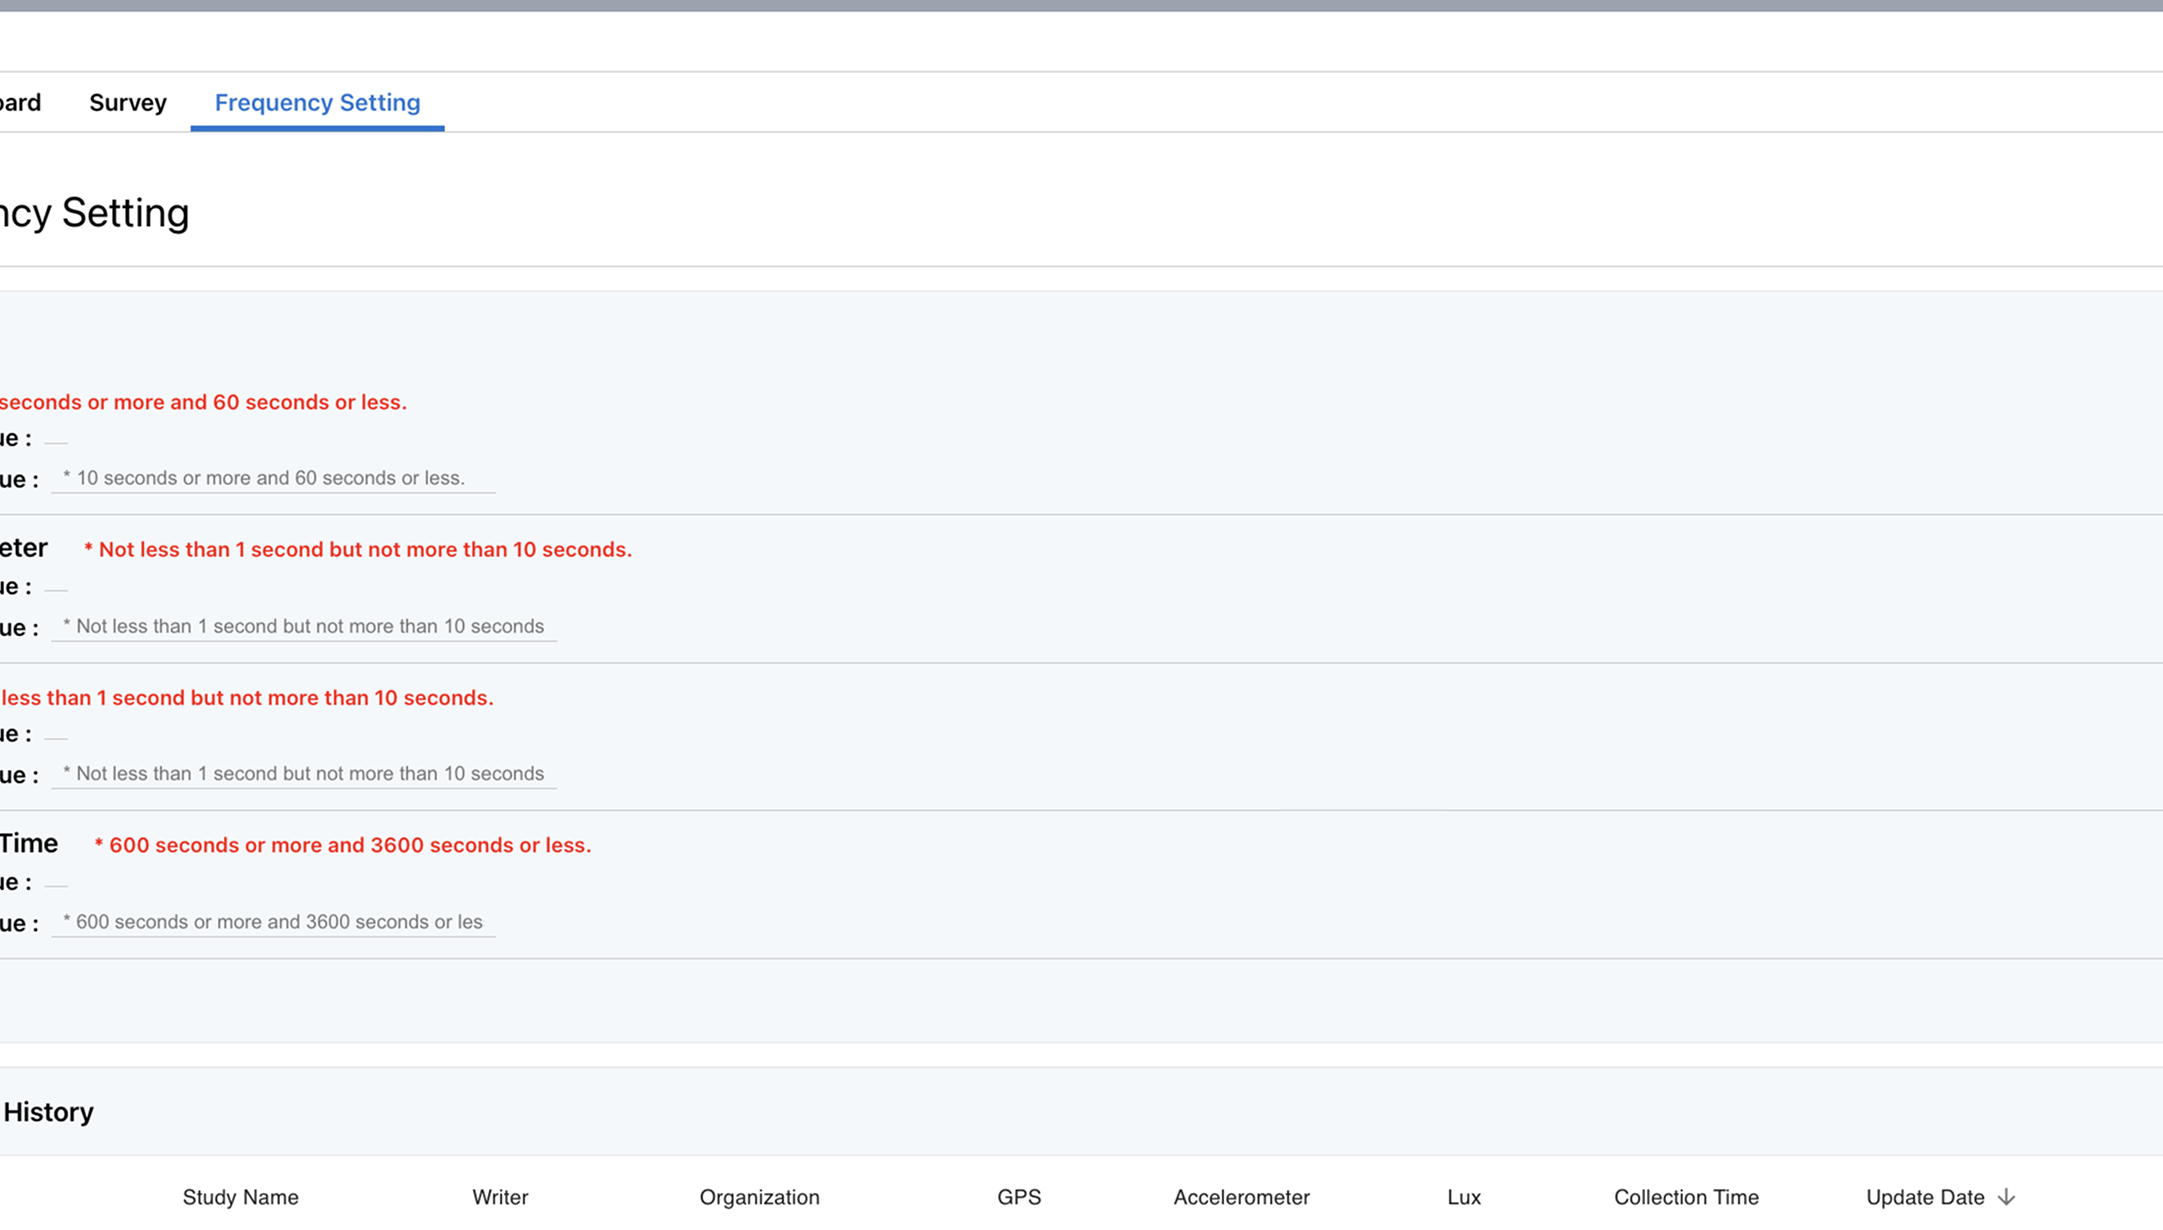 oard Survey Frequency Setting
ncy Setting
seconds or more and 60 seconds or less.
ue :
ue : * 10 seconds or more and 60 seconds or less.
eter * Not less than 1 second but not more than 10 seconds.
ue :
ue : * Not less than 1 second but not more than 10 seconds
less than 1 second but not more than 10 seconds.
ue :
ue : * Not less than 1 second but not more than 10 seconds
Time * 600 seconds or more and 3600 seconds or less.
ue :
ue : * 600 seconds or more and 3600 seconds or les
History
Study Name Writer Organization GPS Accelerometer Lux Collection Time Update Date ↓